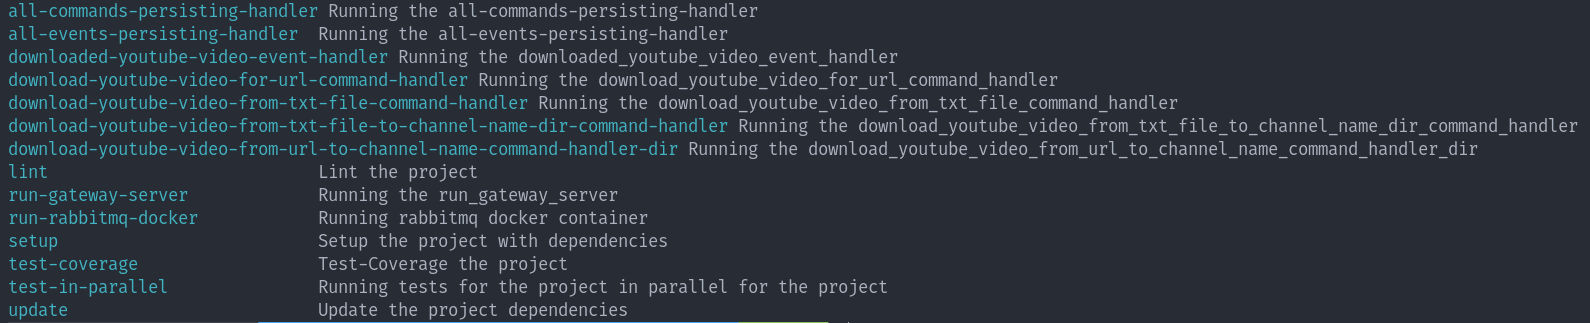 all-commands-persisting-handler Running the all-commands-persisting-handler
all-events-persisting-handler  Running the all-events-persisting-handler
downloaded-youtube-video-event-handler Running the downloaded_youtube_video_event_handler
download-youtube-video-for-url-command-handler Running the download_youtube_video_for_url_command_handler
download-youtube-video-from-txt-file-command-handler Running the download_youtube_video_from_txt_file_command_handler
download-youtube-video-from-txt-file-to-channel-name-dir-command-handler Running the download_youtube_video_from_txt_file_to_channel_name_dir_command_handler
download-youtube-video-from-url-to-channel-name-command-handler-dir Running the download_youtube_video_from_url_to_channel_name_command_handler_dir
lint                           Lint the project
run-gateway-server             Running the run_gateway_server
run-rabbitmq-docker            Running rabbitmq docker container
setup                          Setup the project with dependencies
test-coverage                  Test-Coverage the project
test-in-parallel               Running tests for the project in parallel for the project
update                         Update the project dependencies